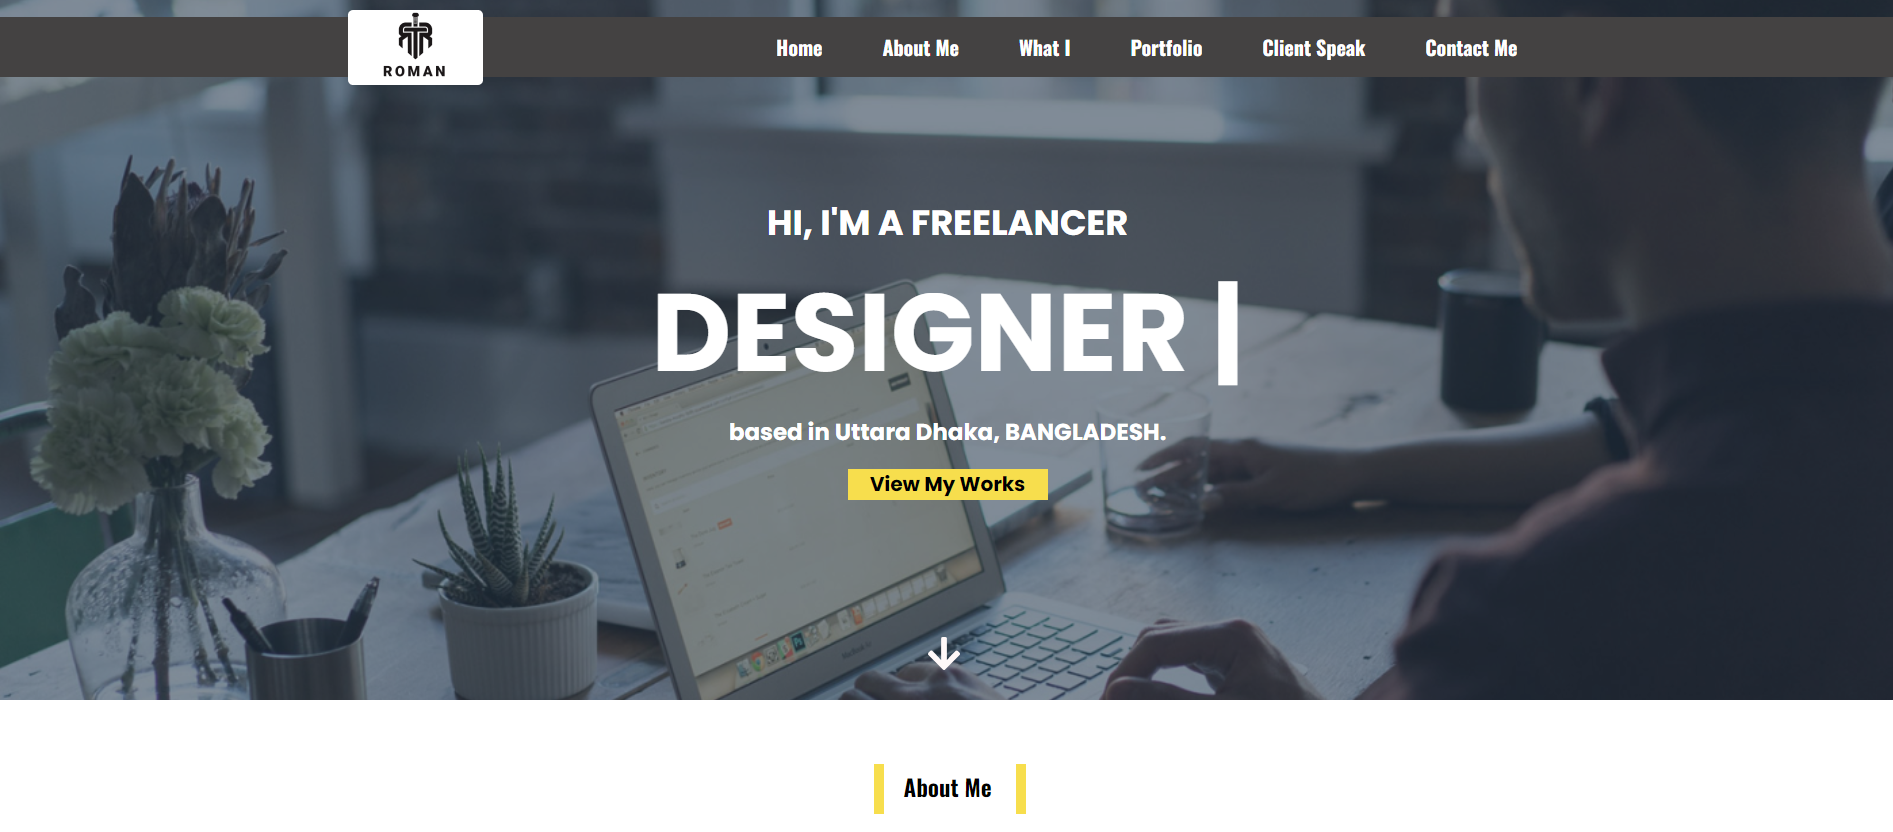 ROMAN
Home About Me What I Portfolio Client Speak Contact Me
HI, I'M A FREELANCER
DESIGNER |
based in Uttara Dhaka, BANGLADESH.
View My Works
About Me